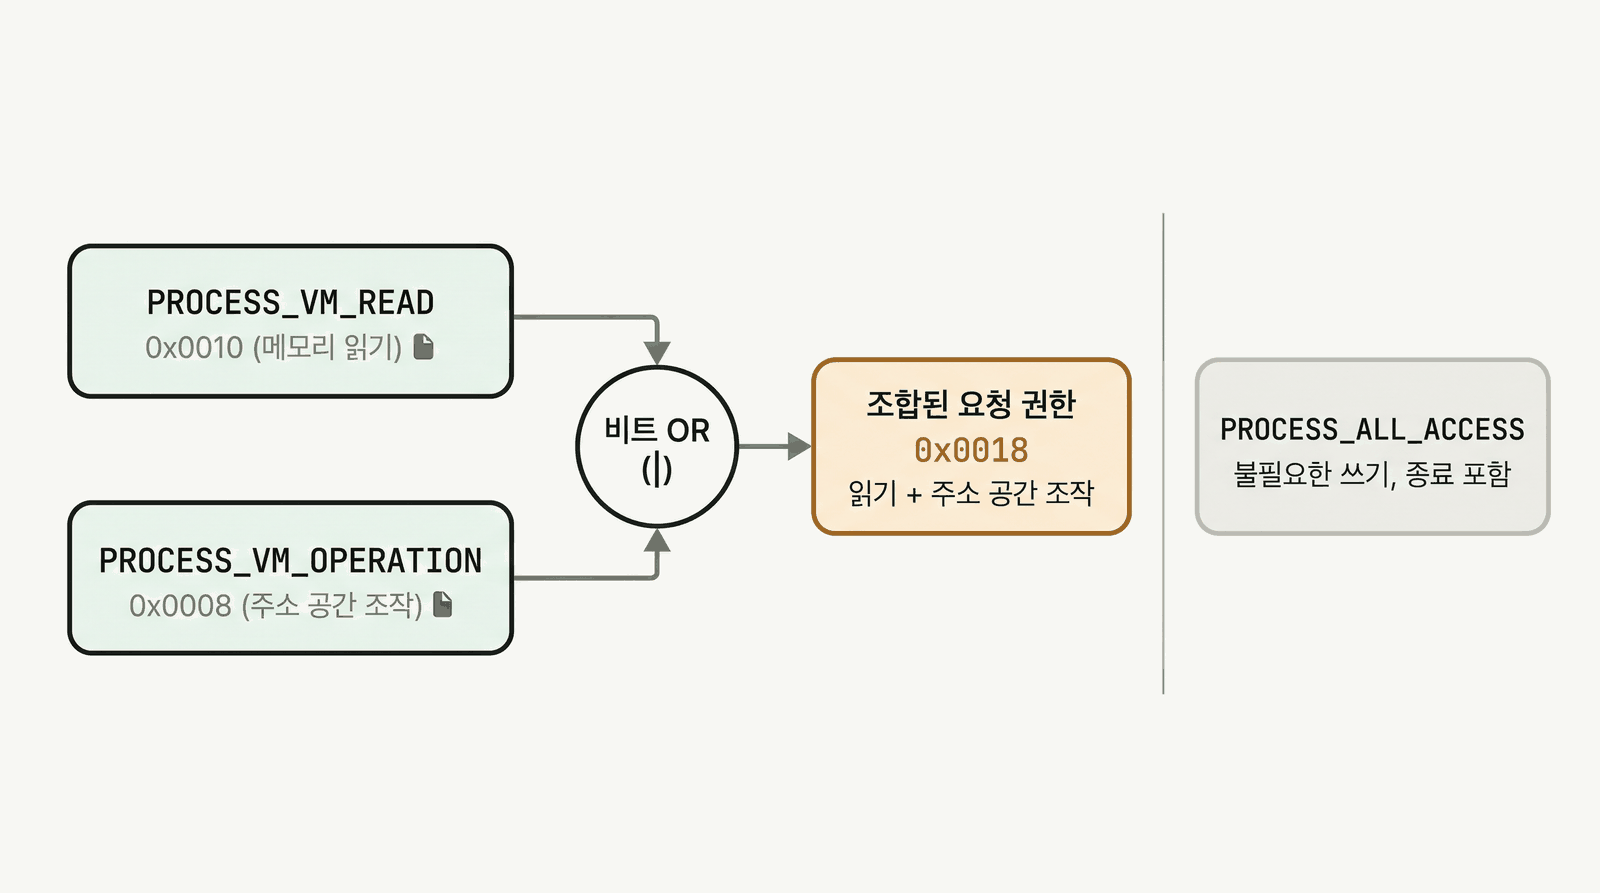 PROCESS_VM_READ
0x0010 (메모리 읽기)
PROCESS_VM_OPERATION
0x0008 (주소 공간 조작)
비트 OR
(|)
조합된 요청 권한
0x0018
읽기 + 주소 공간 조작
PROCESS_ALL_ACCESS
불필요한 쓰기, 종료 포함